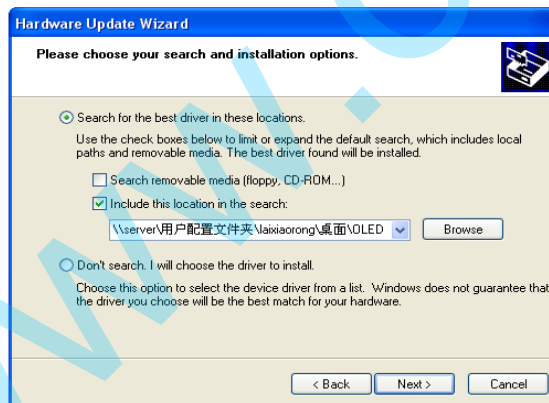 Hardware Update Wizard
Please choose your search and installation options.
Search for the best driver in these locations.
Use the check boxes below to limit or expand the default search, which includes local
paths and removable media. The best driver found will be installed.
Search removable media (floppy, CD-ROM...)
Include this location in the search:
\\server\用户配置文件夹\laixiaorong\桌面\OLED
Browse
Don't search. I will choose the driver to install.
Choose this option to select the device driver from a list. Windows does not guarantee that
the driver you choose will be the best match for your hardware.
< Back
Next >
Cancel